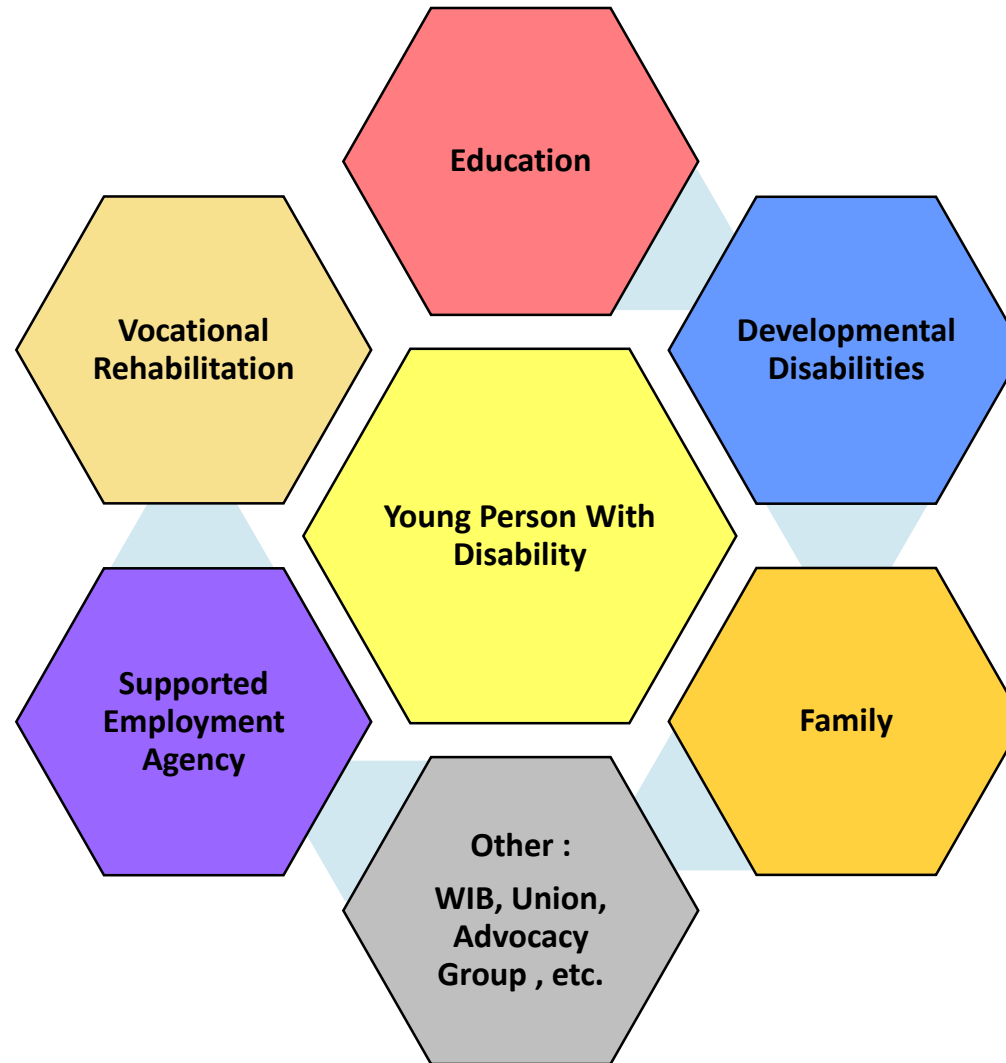 Education
Vocational
Rehabilitation
Developmental
Disabilities
Young Person With
Disability
Supported
Employment
Agency
Family
Other :
WIB, Union,
Advocacy
Group , etc.